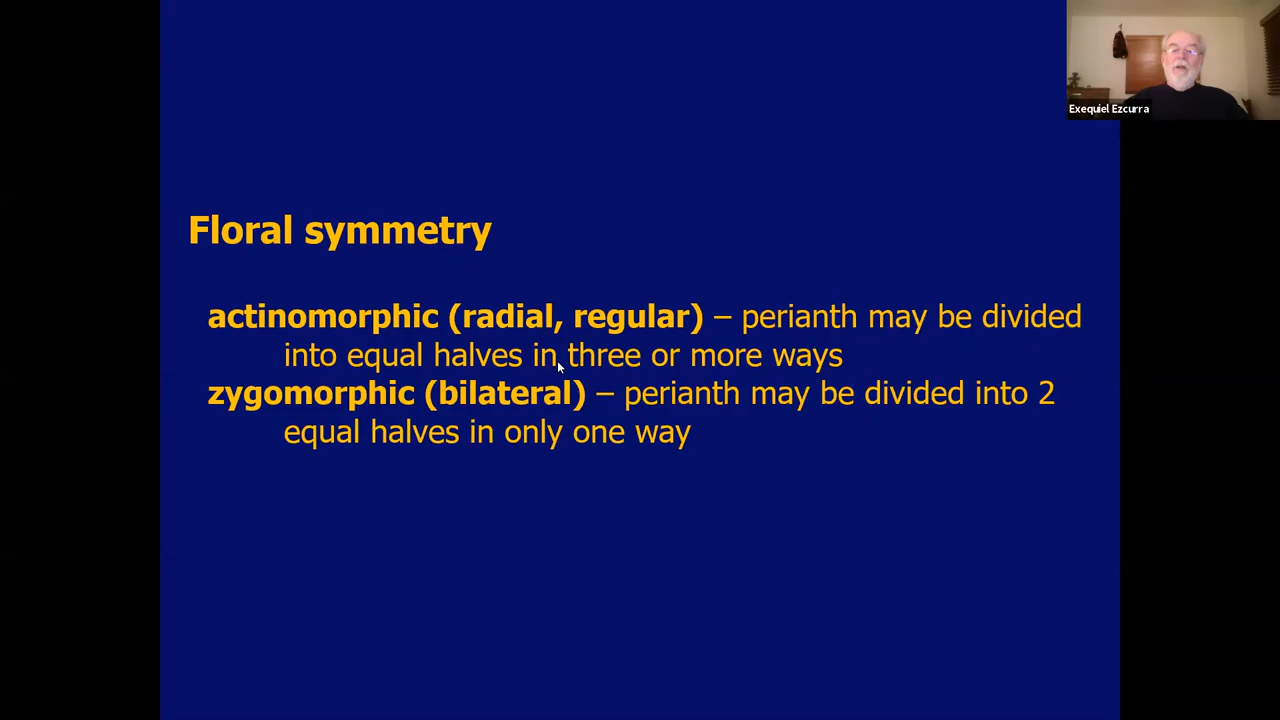 Exequiel Ezcurra
Floral symmetry
actinomorphic (radial, regular) – perianth may be divided
into equal halves in three or more ways
zygomorphic (bilateral) – perianth may be divided into 2
equal halves in only one way